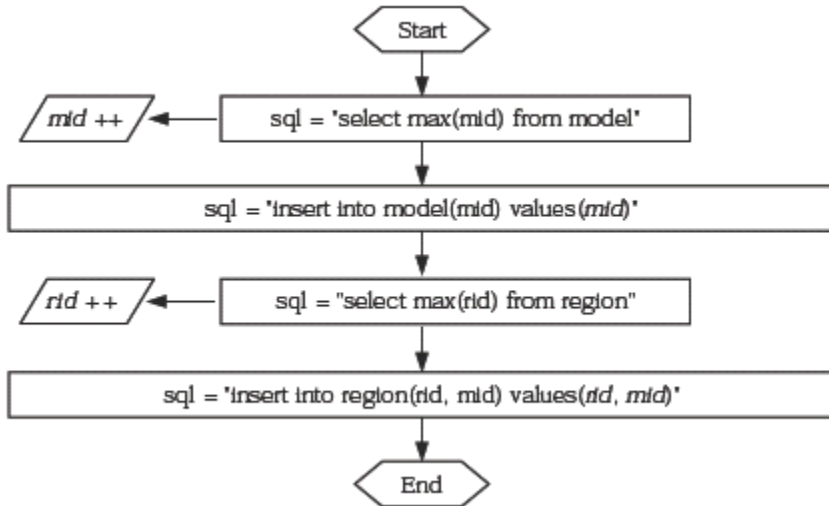 Start
mid ++
sql = "select max(mid) from model"
sql = "insert into model(mid) values(mid)"
rid ++
sql = "select max(rid) from region"
sql = "insert into region(rid, mid) values(rid, mid)"
End